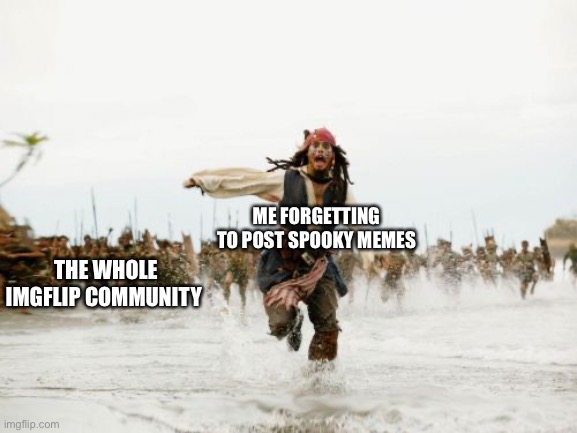 ME FORGETTING
TO POST SPOOKY MEMES
THE WHOLE
IMGFLIP COMMUNITY
imgflip.com